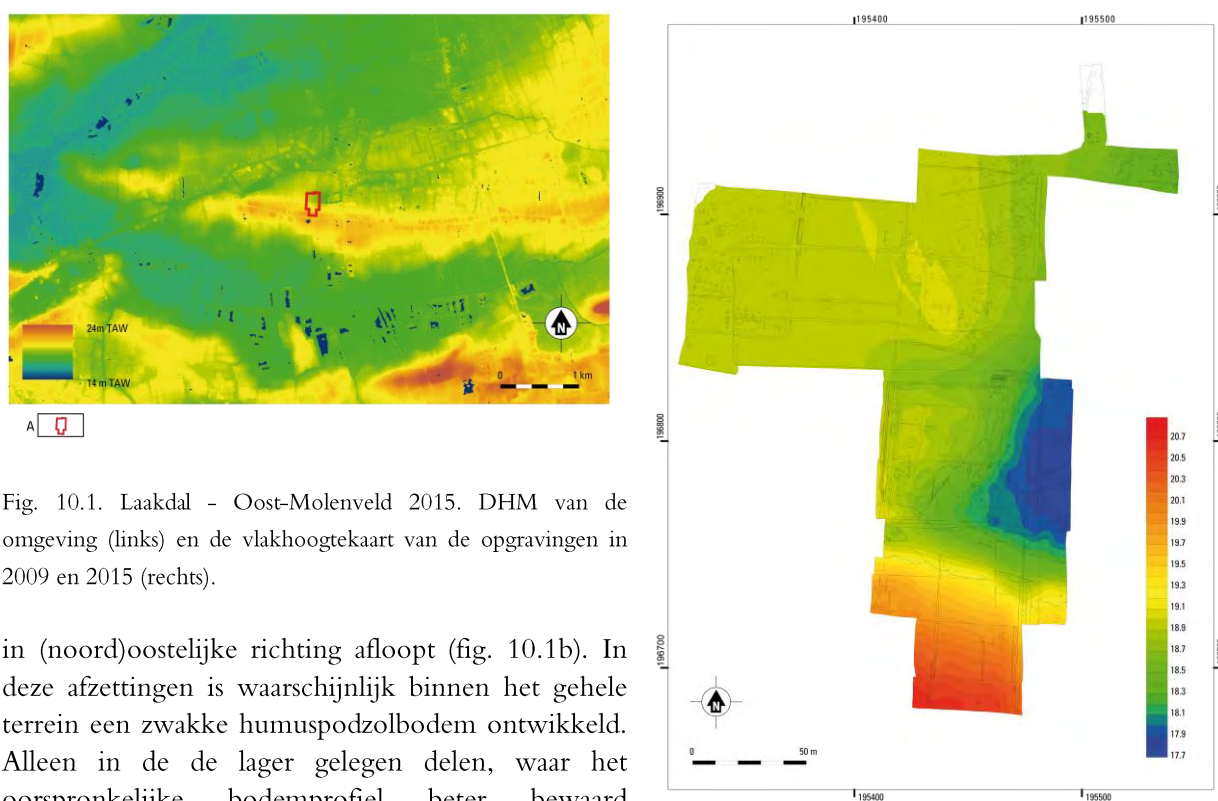 24m TAW
14 m TAW
N
0 1 km
A
Fig. 10.1. Laakdal - Oost-Molenveld 2015. DHM van de
omgeving (links) en de vlakhoogtekaart van de opgravingen in
2009 en 2015 (rechts).
in (noord)oostelijke richting afloopt (fig. 10.1b). In
deze afzettingen is waarschijnlijk binnen het gehele
terrein een zwakke humuspodzolbodem ontwikkeld.
Alleen in de de lager gelegen delen, waar het
oorspronkelijke bodemprofiel beter bewaard
195400 195500
196900
196800
196700
20.7
20.5
20.3
20.1
19.9
19.7
19.5
19.3
19.1
18.9
18.7
18.5
18.3
18.1
17.9
17.7
N
0 50 m
195400 195500